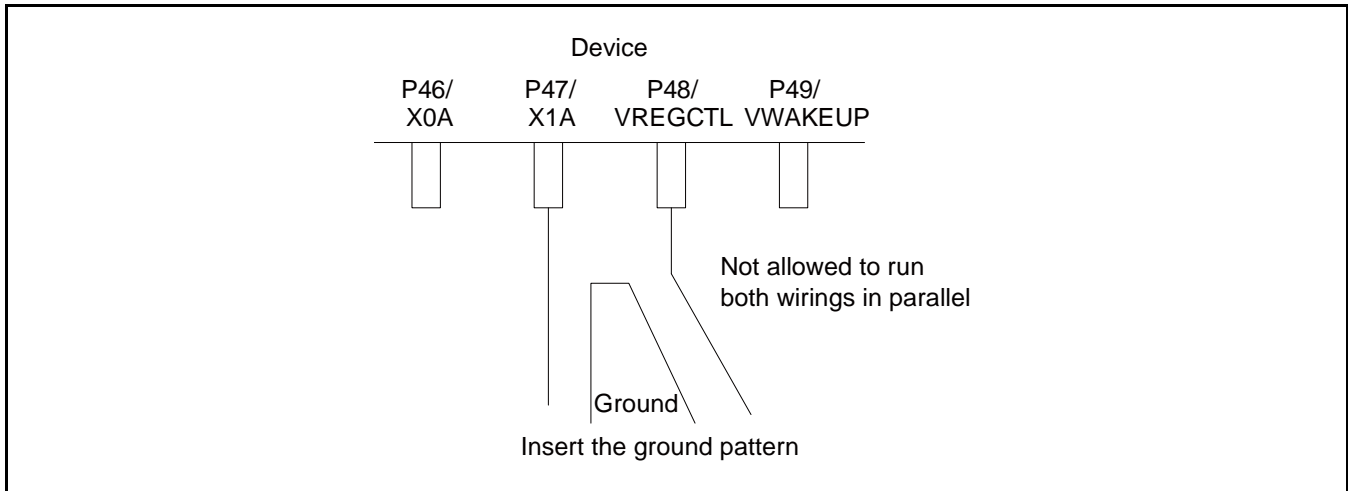 Device
P46/ P47/ P48/ P49/
X0A X1A VREGCTL VWAKEUP
Not allowed to run
both wirings in parallel
Ground
Insert the ground pattern